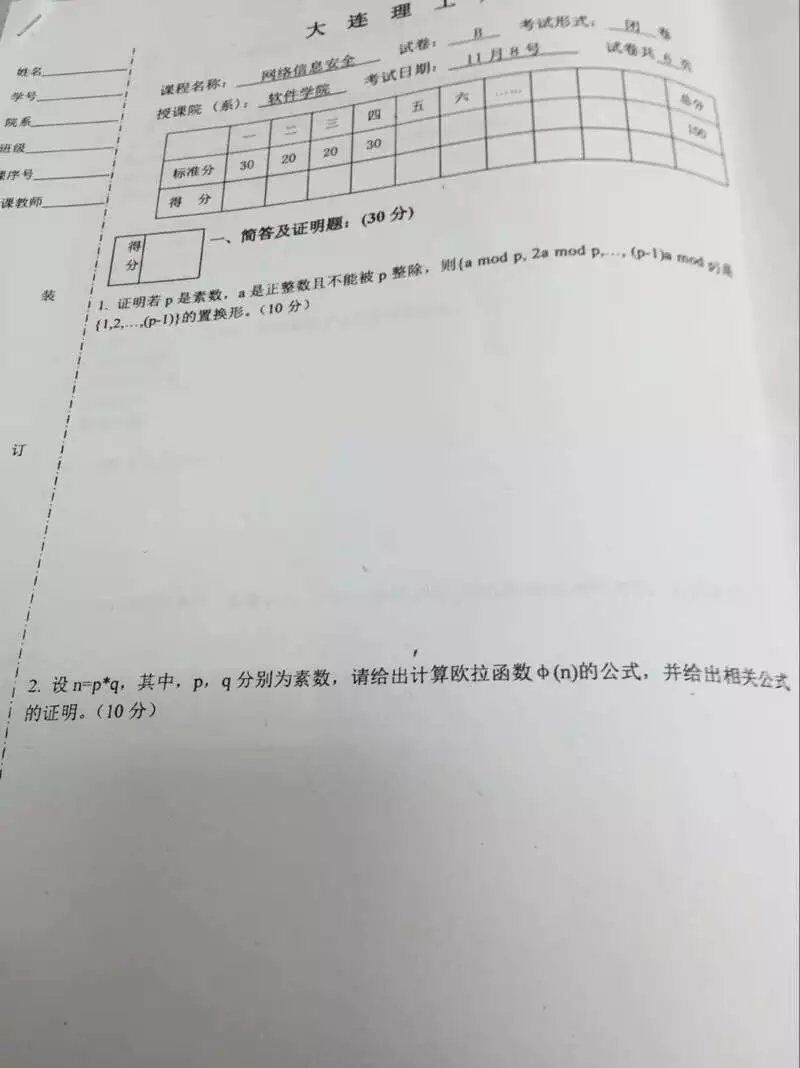 大 连 理 工
姓名
学号
院系
班级
课序号
课教师
课程名称: 网络信息安全 试卷: B 考试形式: 闭 卷
授课院（系）: 软件学院 考试日期: 11 月 8 号 试卷共 6 页
一 二 三 四 五 六 …… 总分
标准分 30 20 20 30 100
得 分
得分
一、简答及证明题:(30 分)
1. 证明若 p 是素数，a 是正整数且不能被 p 整除，则{a mod p, 2a mod p,…, (p-1)a mod p}是
{1,2,…,(p-1)}的置换形。（10 分）
装
订
2. 设 n=p*q，其中，p，q 分别为素数，请给出计算欧拉函数 φ(n)的公式，并给出相关公式
的证明。（10 分）